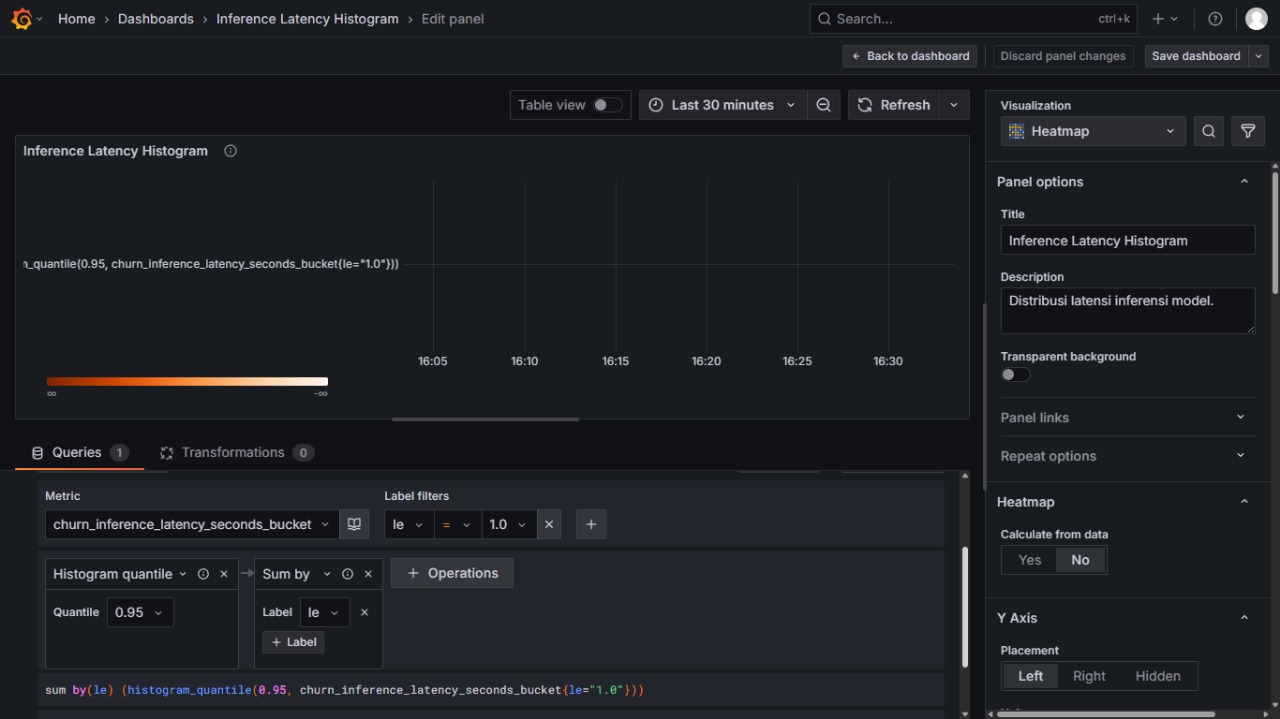 Home › Dashboards › Inference Latency Histogram › Edit panel
Search... ctrl+k
Back to dashboard Discard panel changes Save dashboard
Table view Last 30 minutes Refresh
Inference Latency Histogram
_quantile(0.95, churn_inference_latency_seconds_bucket{le="1.0"}))
16:05 16:10 16:15 16:20 16:25 16:30
∞ -∞
Queries 1 Transformations 0
Metric Label filters
churn_inference_latency_seconds_bucket le = 1.0
Histogram quantile Sum by + Operations
Quantile 0.95 Label le
+ Label
sum by(le) (histogram_quantile(0.95, churn_inference_latency_seconds_bucket{le="1.0"}))
Visualization
Heatmap
Panel options
Title
Inference Latency Histogram
Description
Distribusi latensi inferensi model.
Transparent background
Panel links
Repeat options
Heatmap
Calculate from data
Yes No
Y Axis
Placement
Left Right Hidden